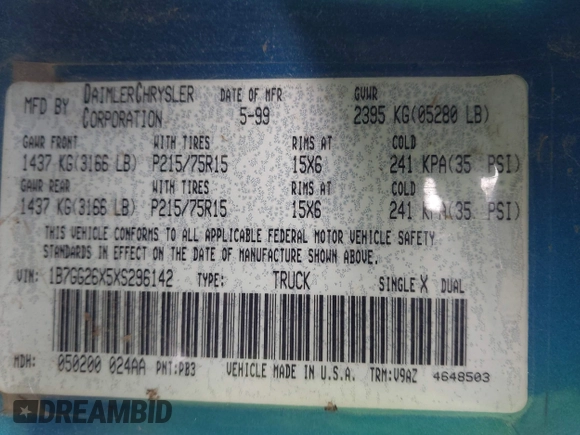 MFD BY DAIMLERCHRYSLER CORPORATION DATE OF MFR 5-99 GVWR 2395 KG(05280 LB)
GAWR FRONT WITH TIRES RIMS AT COLD
1437 KG(3166 LB) P215/75R15 15X6 241 KPA(35 PSI)
GAWR REAR WITH TIRES RIMS AT COLD
1437 KG(3166 LB) P215/75R15 15X6 241 KPA(35 PSI)
THIS VEHICLE CONFORMS TO ALL APPLICABLE FEDERAL MOTOR VEHICLE SAFETY
STANDARDS IN EFFECT ON THE DATE OF MANUFACTURE SHOWN ABOVE.
VIN: 1B7GG26X5XS296142 TYPE: TRUCK SINGLE X DUAL
MDH: 050200 024AA PNT:PB3 VEHICLE MADE IN U.S.A. TRM:V9AZ 4648503
DREAMBID